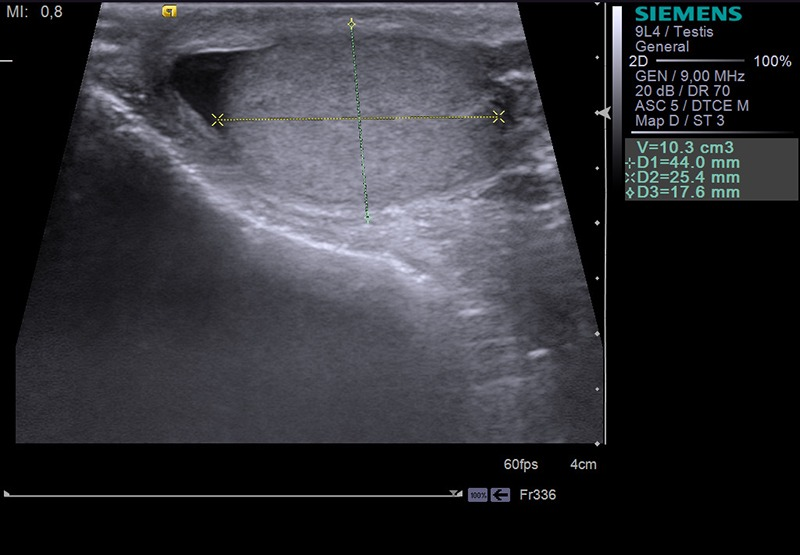 MI: 0,8
SIEMENS
9L4 / Testis
General
2D 100%
GEN / 9,00 MHz
20 dB / DR 70
ASC 5 / DTCE M
Map D / ST 3
V=10.3 cm3
D1=44.0 mm
D2=25.4 mm
D3=17.6 mm
60fps 4cm
100% Fr336